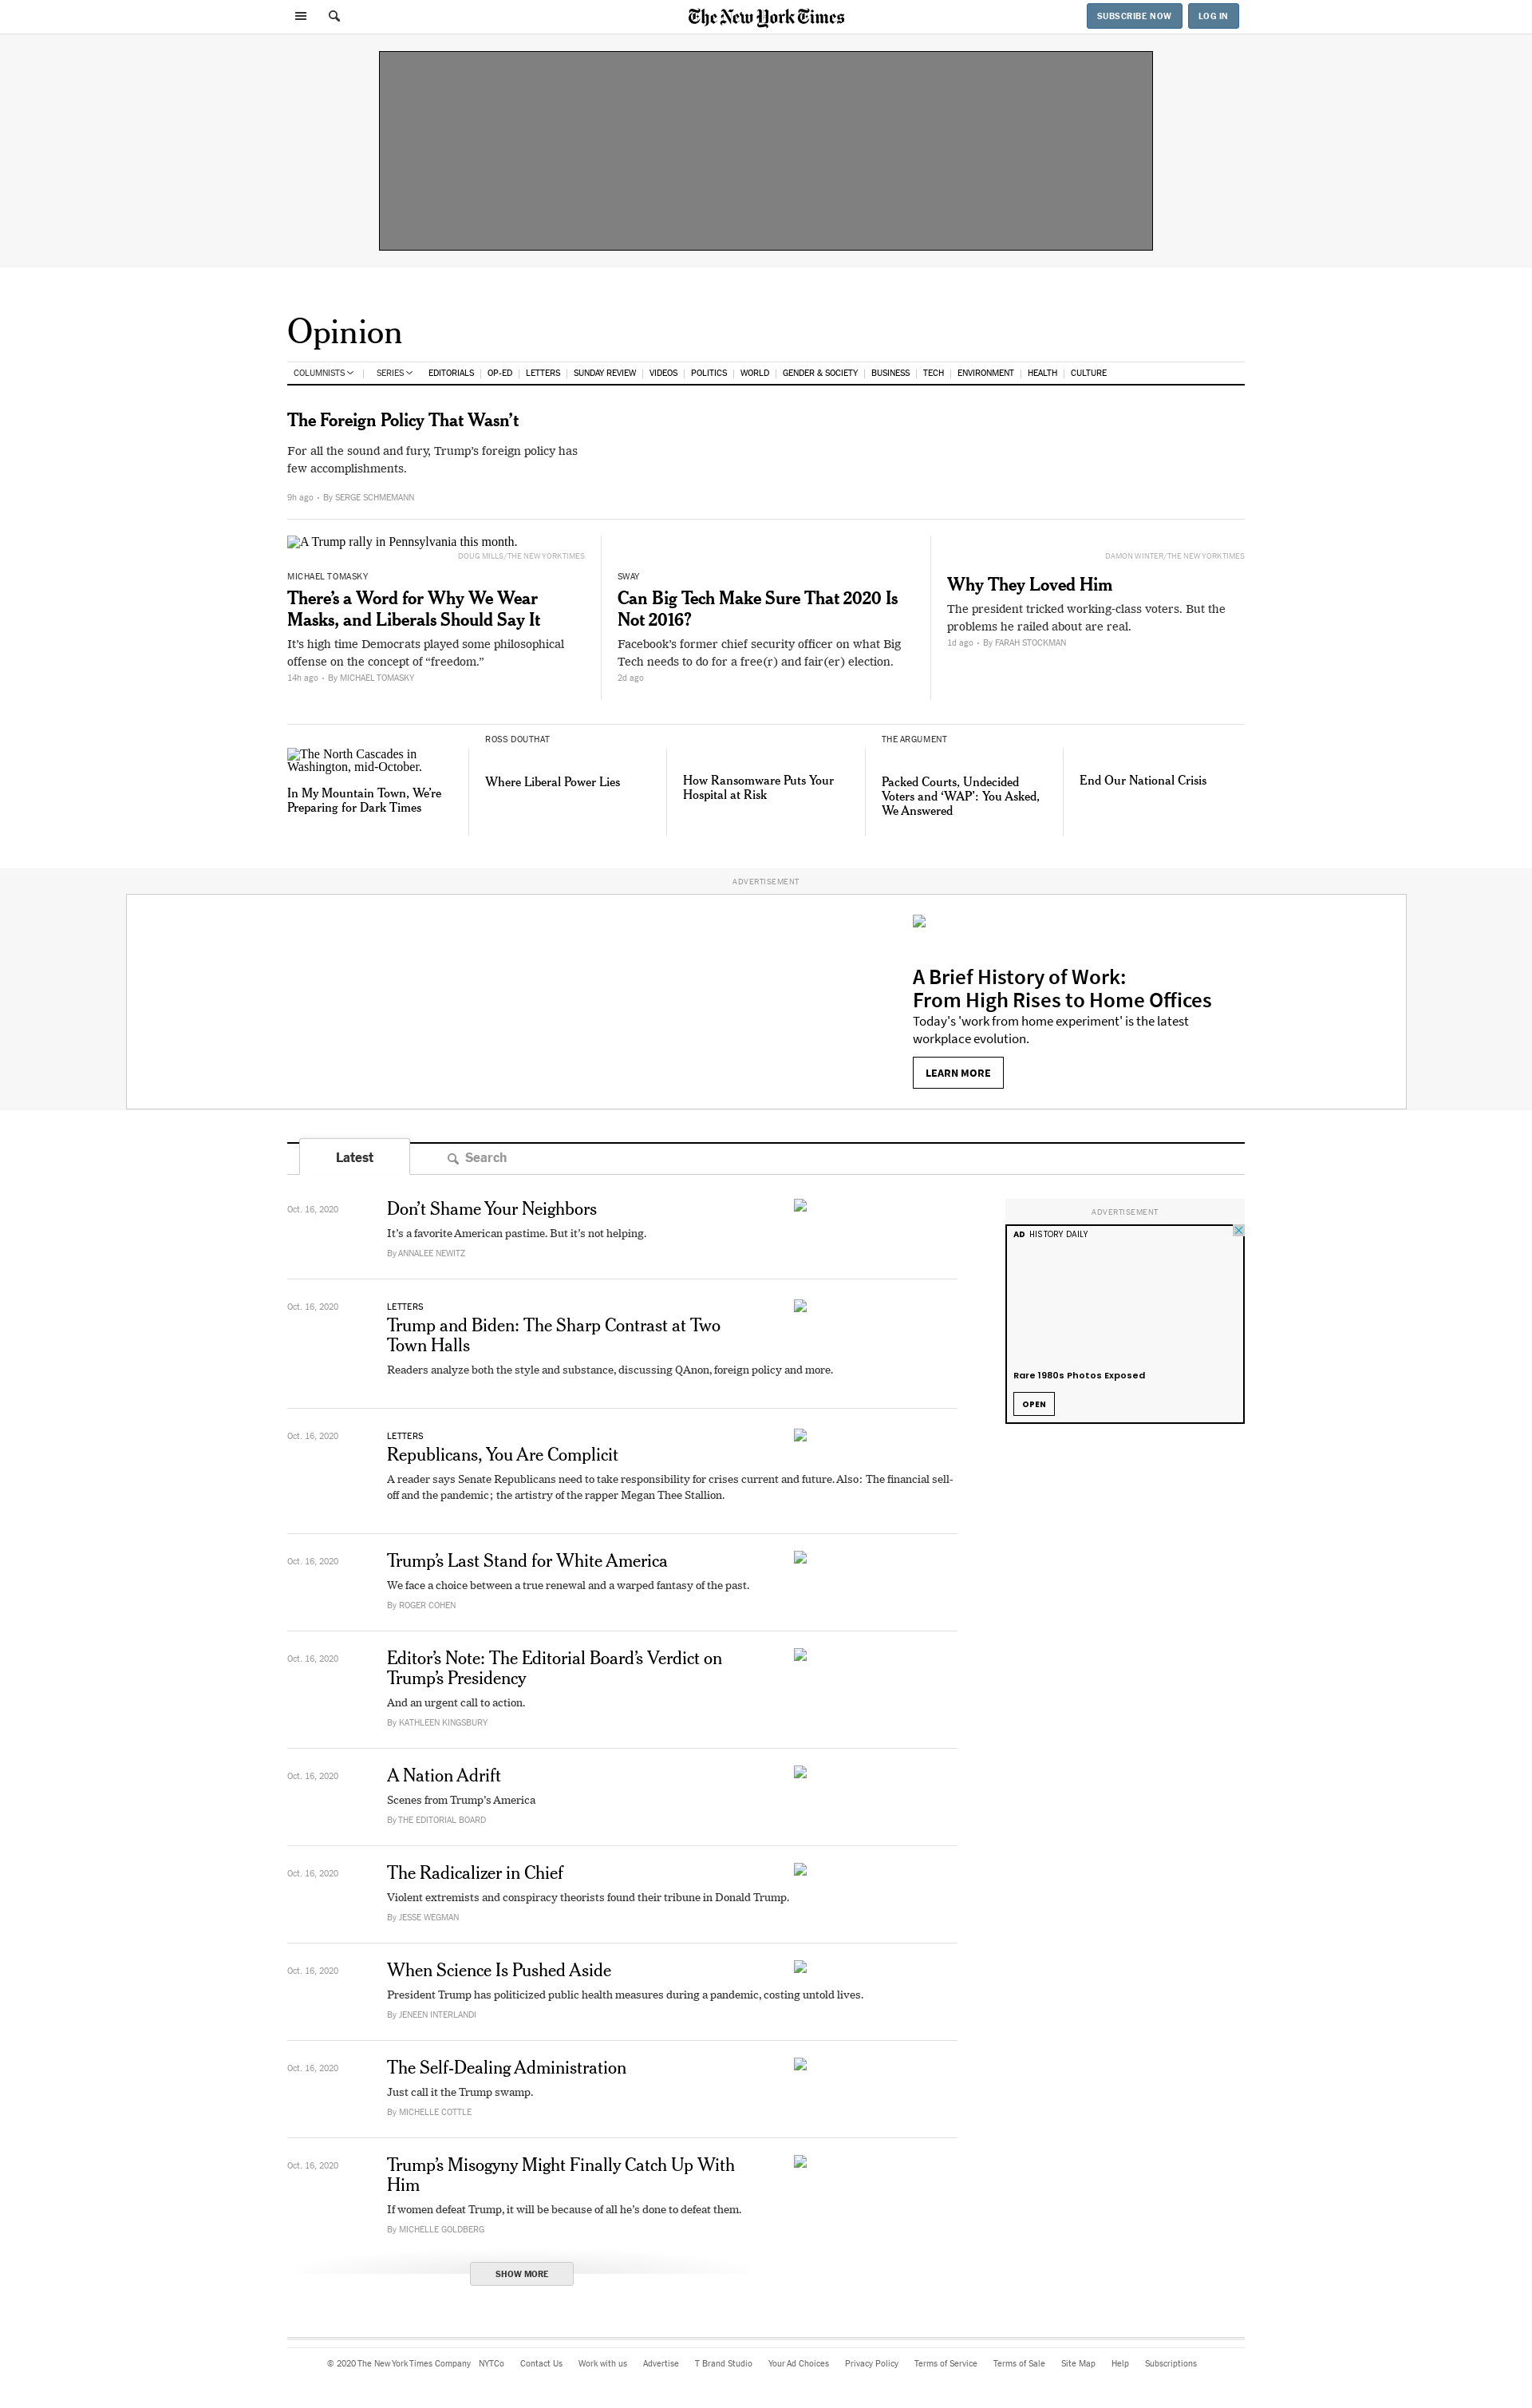 The New York Times
SUBSCRIBE NOW
LOG IN
Opinion
COLUMNISTS
SERIES
EDITORIALS
OP-ED
LETTERS
SUNDAY REVIEW
VIDEOS
POLITICS
WORLD
GENDER & SOCIETY
BUSINESS
TECH
ENVIRONMENT
HEALTH
CULTURE
The Foreign Policy That Wasn’t
For all the sound and fury, Trump’s foreign policy has
few accomplishments.
9h ago • By SERGE SCHMEMANN
A Trump rally in Pennsylvania this month.
DOUG MILLS/THE NEW YORK TIMES
MICHAEL TOMASKY
There’s a Word for Why We Wear
Masks, and Liberals Should Say It
It’s high time Democrats played some philosophical
offense on the concept of “freedom.”
14h ago • By MICHAEL TOMASKY
SWAY
Can Big Tech Make Sure That 2020 Is
Not 2016?
Facebook’s former chief security officer on what Big
Tech needs to do for a free(r) and fair(er) election.
2d ago
DAMON WINTER/THE NEW YORK TIMES
Why They Loved Him
The president tricked working-class voters. But the
problems he railed about are real.
1d ago • By FARAH STOCKMAN
The North Cascades in
Washington, mid-October.
In My Mountain Town, We’re
Preparing for Dark Times
ROSS DOUTHAT
Where Liberal Power Lies
How Ransomware Puts Your
Hospital at Risk
THE ARGUMENT
Packed Courts, Undecided
Voters and ‘WAP’: You Asked,
We Answered
End Our National Crisis
ADVERTISEMENT
A Brief History of Work:
From High Rises to Home Offices
Today's 'work from home experiment' is the latest
workplace evolution.
LEARN MORE
Latest
Search
Oct. 16, 2020
Don’t Shame Your Neighbors
It’s a favorite American pastime. But it’s not helping.
By ANNALEE NEWITZ
Oct. 16, 2020
LETTERS
Trump and Biden: The Sharp Contrast at Two
Town Halls
Readers analyze both the style and substance, discussing QAnon, foreign policy and more.
Oct. 16, 2020
LETTERS
Republicans, You Are Complicit
A reader says Senate Republicans need to take responsibility for crises current and future. Also: The financial sell-
off and the pandemic; the artistry of the rapper Megan Thee Stallion.
Oct. 16, 2020
Trump’s Last Stand for White America
We face a choice between a true renewal and a warped fantasy of the past.
By ROGER COHEN
Oct. 16, 2020
Editor’s Note: The Editorial Board’s Verdict on
Trump’s Presidency
And an urgent call to action.
By KATHLEEN KINGSBURY
Oct. 16, 2020
A Nation Adrift
Scenes from Trump’s America
By THE EDITORIAL BOARD
Oct. 16, 2020
The Radicalizer in Chief
Violent extremists and conspiracy theorists found their tribune in Donald Trump.
By JESSE WEGMAN
Oct. 16, 2020
When Science Is Pushed Aside
President Trump has politicized public health measures during a pandemic, costing untold lives.
By JENEEN INTERLANDI
Oct. 16, 2020
The Self-Dealing Administration
Just call it the Trump swamp.
By MICHELLE COTTLE
Oct. 16, 2020
Trump’s Misogyny Might Finally Catch Up With
Him
If women defeat Trump, it will be because of all he’s done to defeat them.
By MICHELLE GOLDBERG
SHOW MORE
ADVERTISEMENT
AD HISTORY DAILY
Rare 1980s Photos Exposed
OPEN
© 2020 The New York Times Company NYTCo Contact Us Work with us Advertise T Brand Studio Your Ad Choices Privacy Policy Terms of Service Terms of Sale Site Map Help Subscriptions